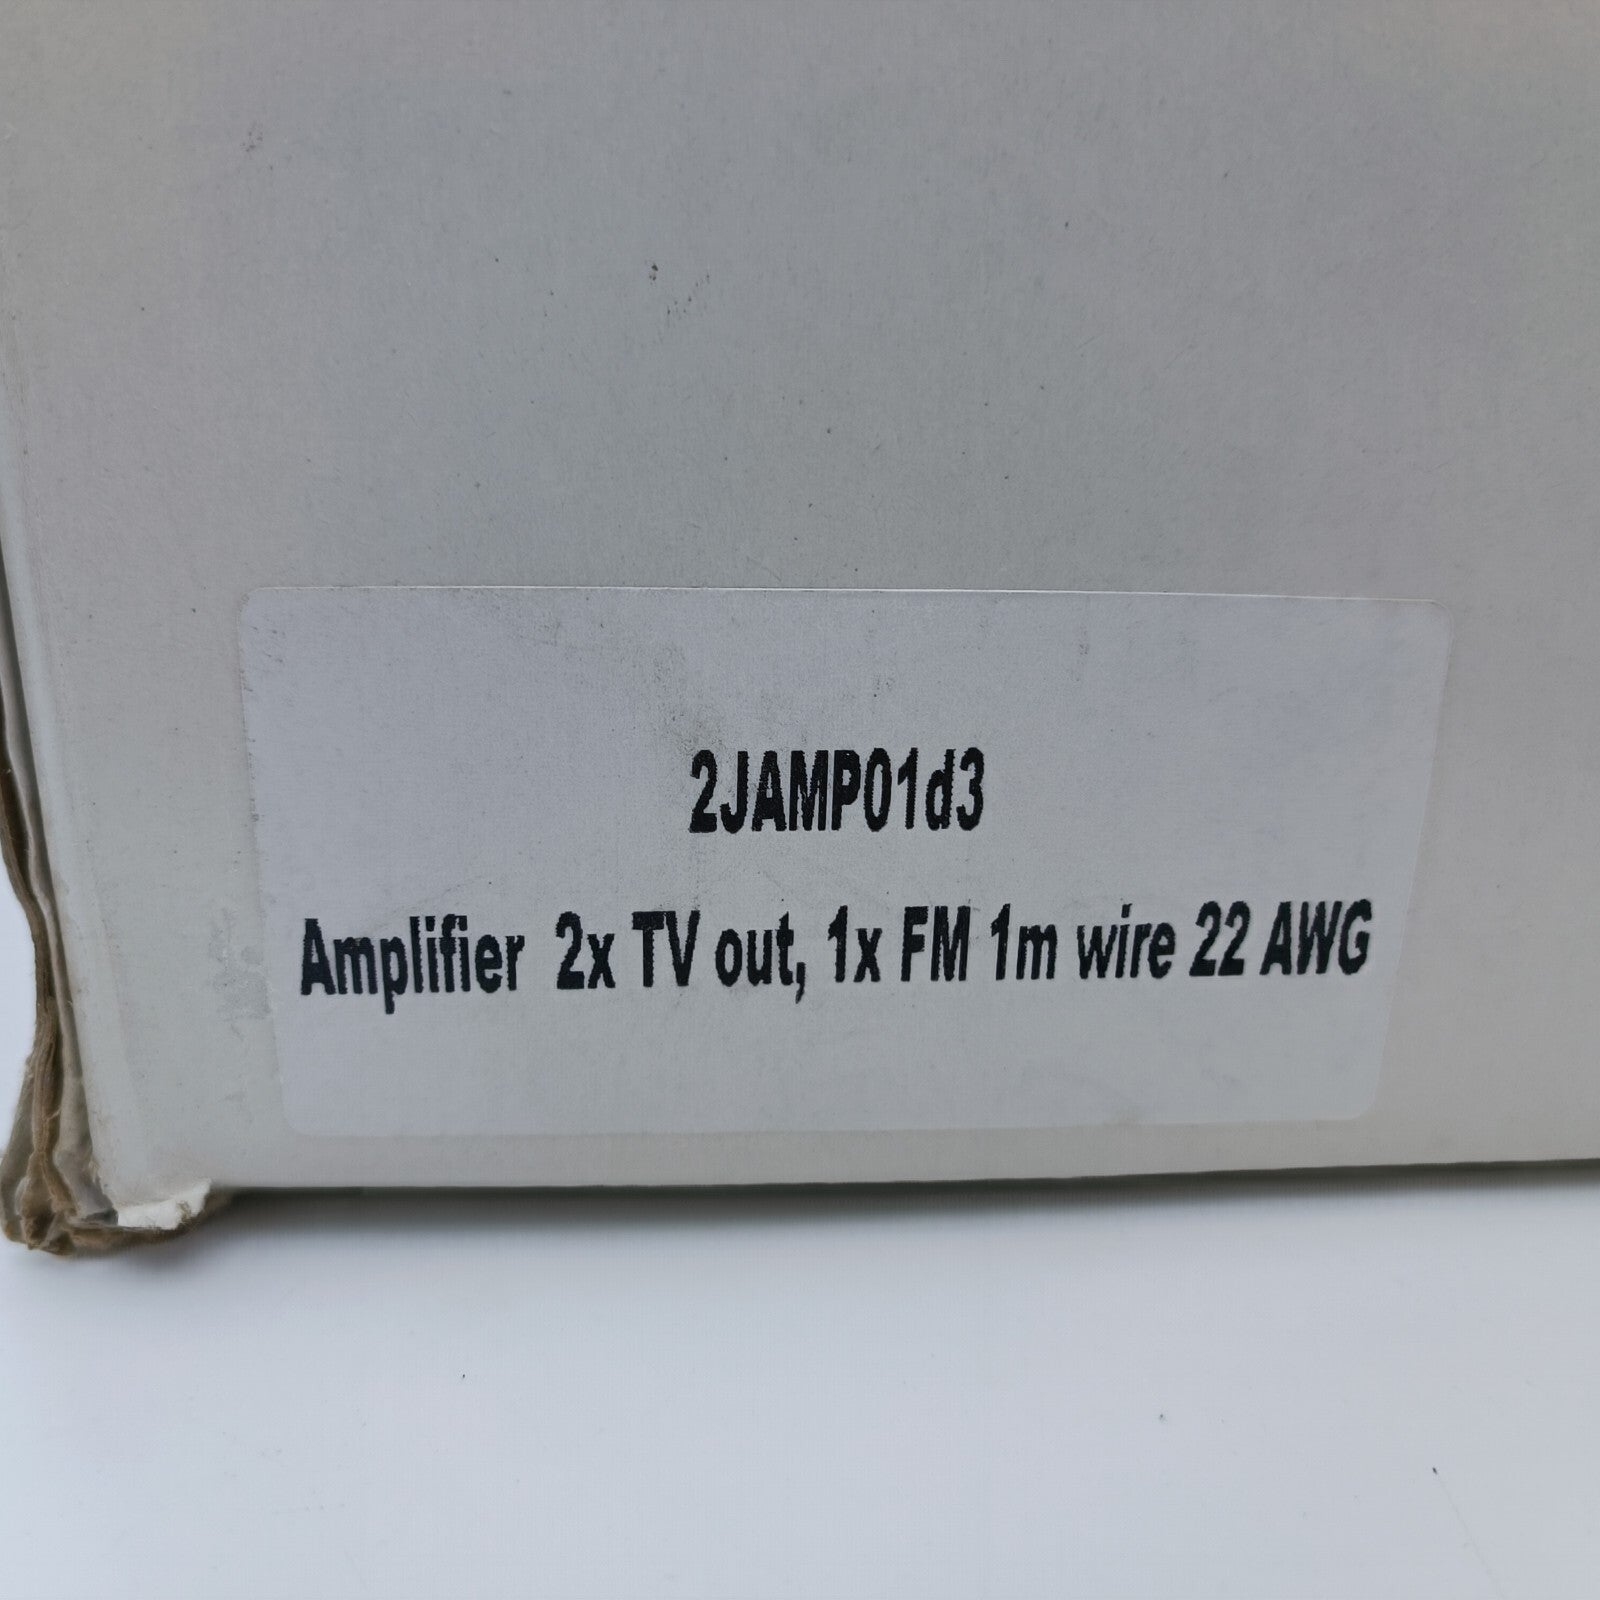 2JAMP01d3
Amplifier 2x TV out, 1x FM 1m wire 22 AWG